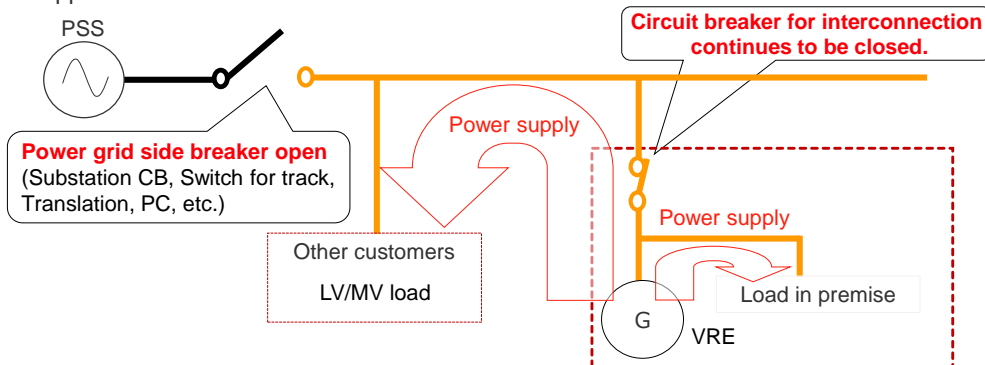 PSS
Circuit breaker for interconnection
continues to be closed.
Power supply
Power grid side breaker open
(Substation CB, Switch for track,
Translation, PC, etc.)
Power supply
Other customers
LV/MV load
Load in premise
G
VRE